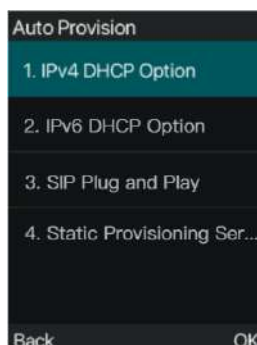 Auto Provision
1. IPv4 DHCP Option
2. IPv6 DHCP Option
3. SIP Plug and Play
4. Static Provisioning Ser...
Back OK